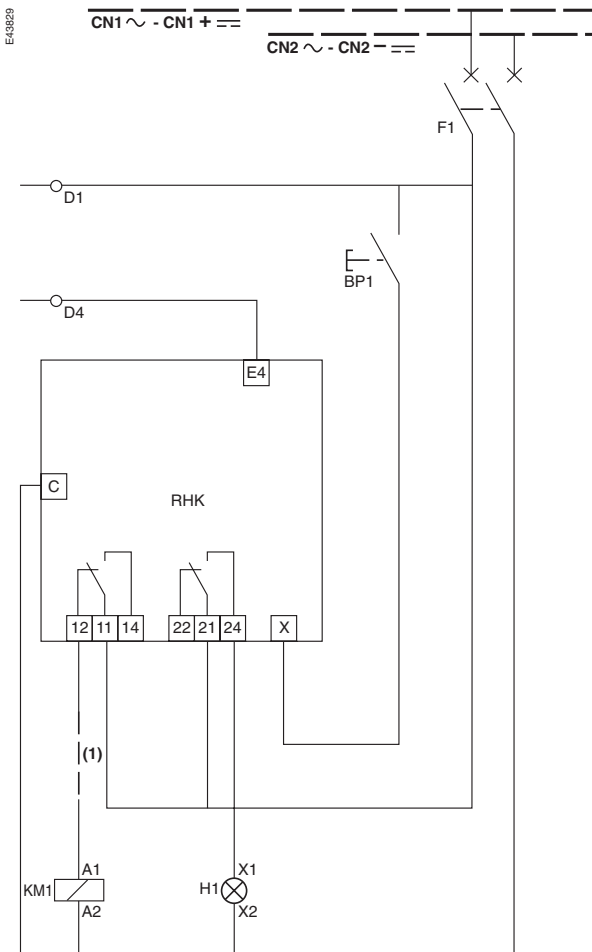 E43829
CN1 ~ - CN1 + ⎓
CN2 ~ - CN2 − ⎓
F1
D1
BP1
D4
E4
C
RHK
12 11 14 22 21 24 X
(1)
A1 X1
KM1 H1
A2 X2